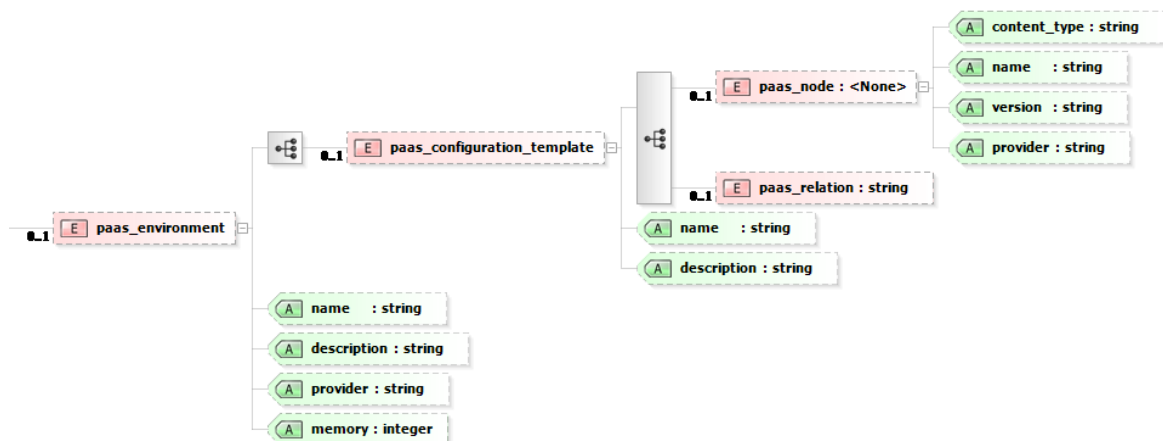 A content_type : string
A name : string
0..1 E paas_node : <None>
A version : string
A provider : string
0..1 E paas_configuration_template
0..1 E paas_relation : string
0..1 E paas_environment
A name : string
A description : string
A name : string
A description : string
A provider : string
A memory : integer